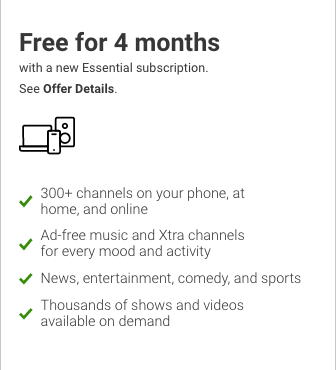 Free for 4 months
with a new Essential subscription.
See Offer Details.
300+ channels on your phone, at
home, and online
Ad-free music and Xtra channels
for every mood and activity
News, entertainment, comedy, and sports
Thousands of shows and videos
available on demand